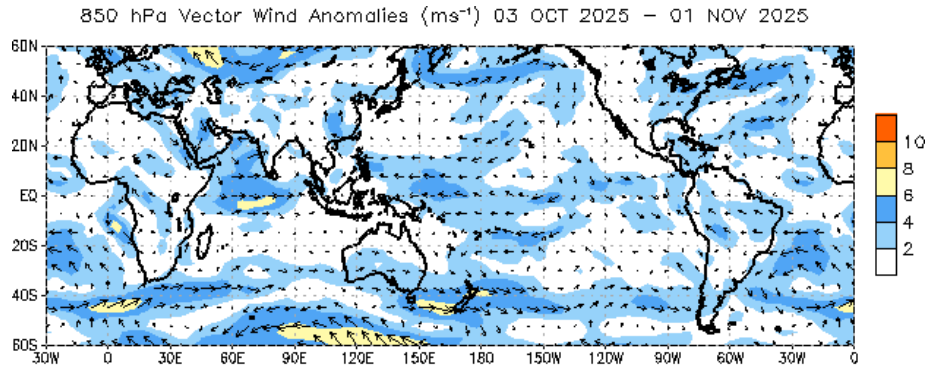 850 hPa Vector Wind Anomalies (ms⁻¹) 03 OCT 2025 – 01 NOV 2025
60N
40N
20N
EQ
20S
40S
60S
30W 0 30E 60E 90E 120E 150E 180 150W 120W 90W 60W 30W 0
10
8
6
4
2